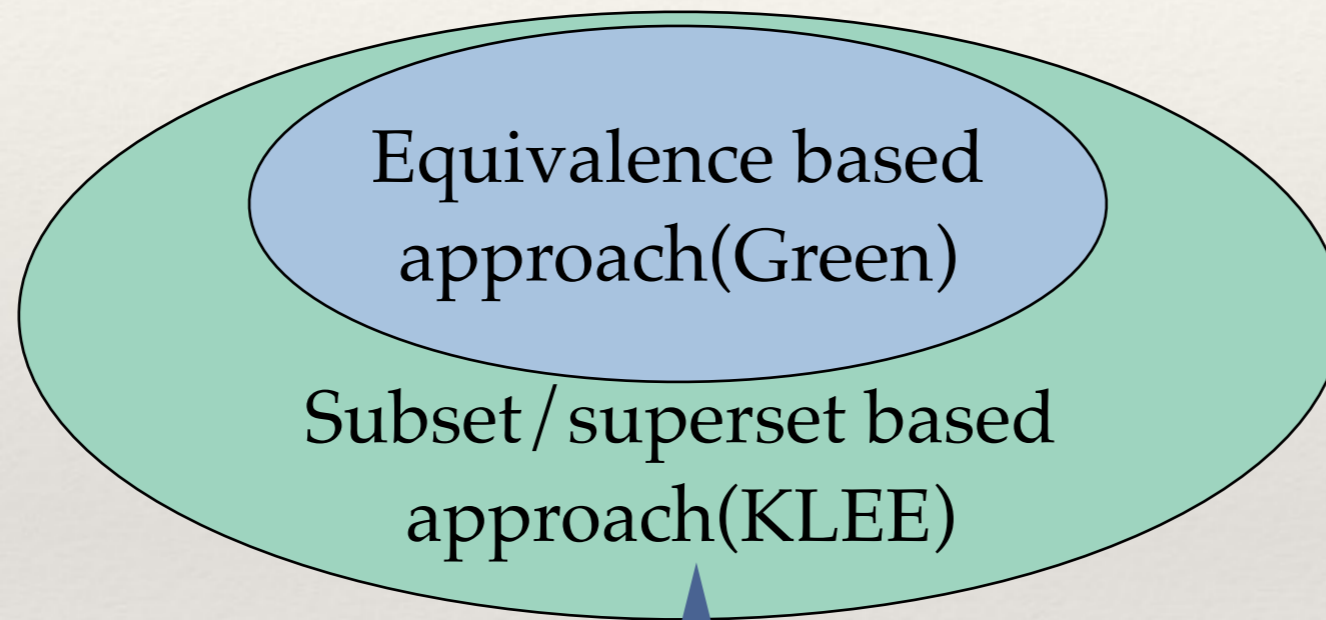 Equivalence based
approach(Green)
Subset/superset based
approach(KLEE)